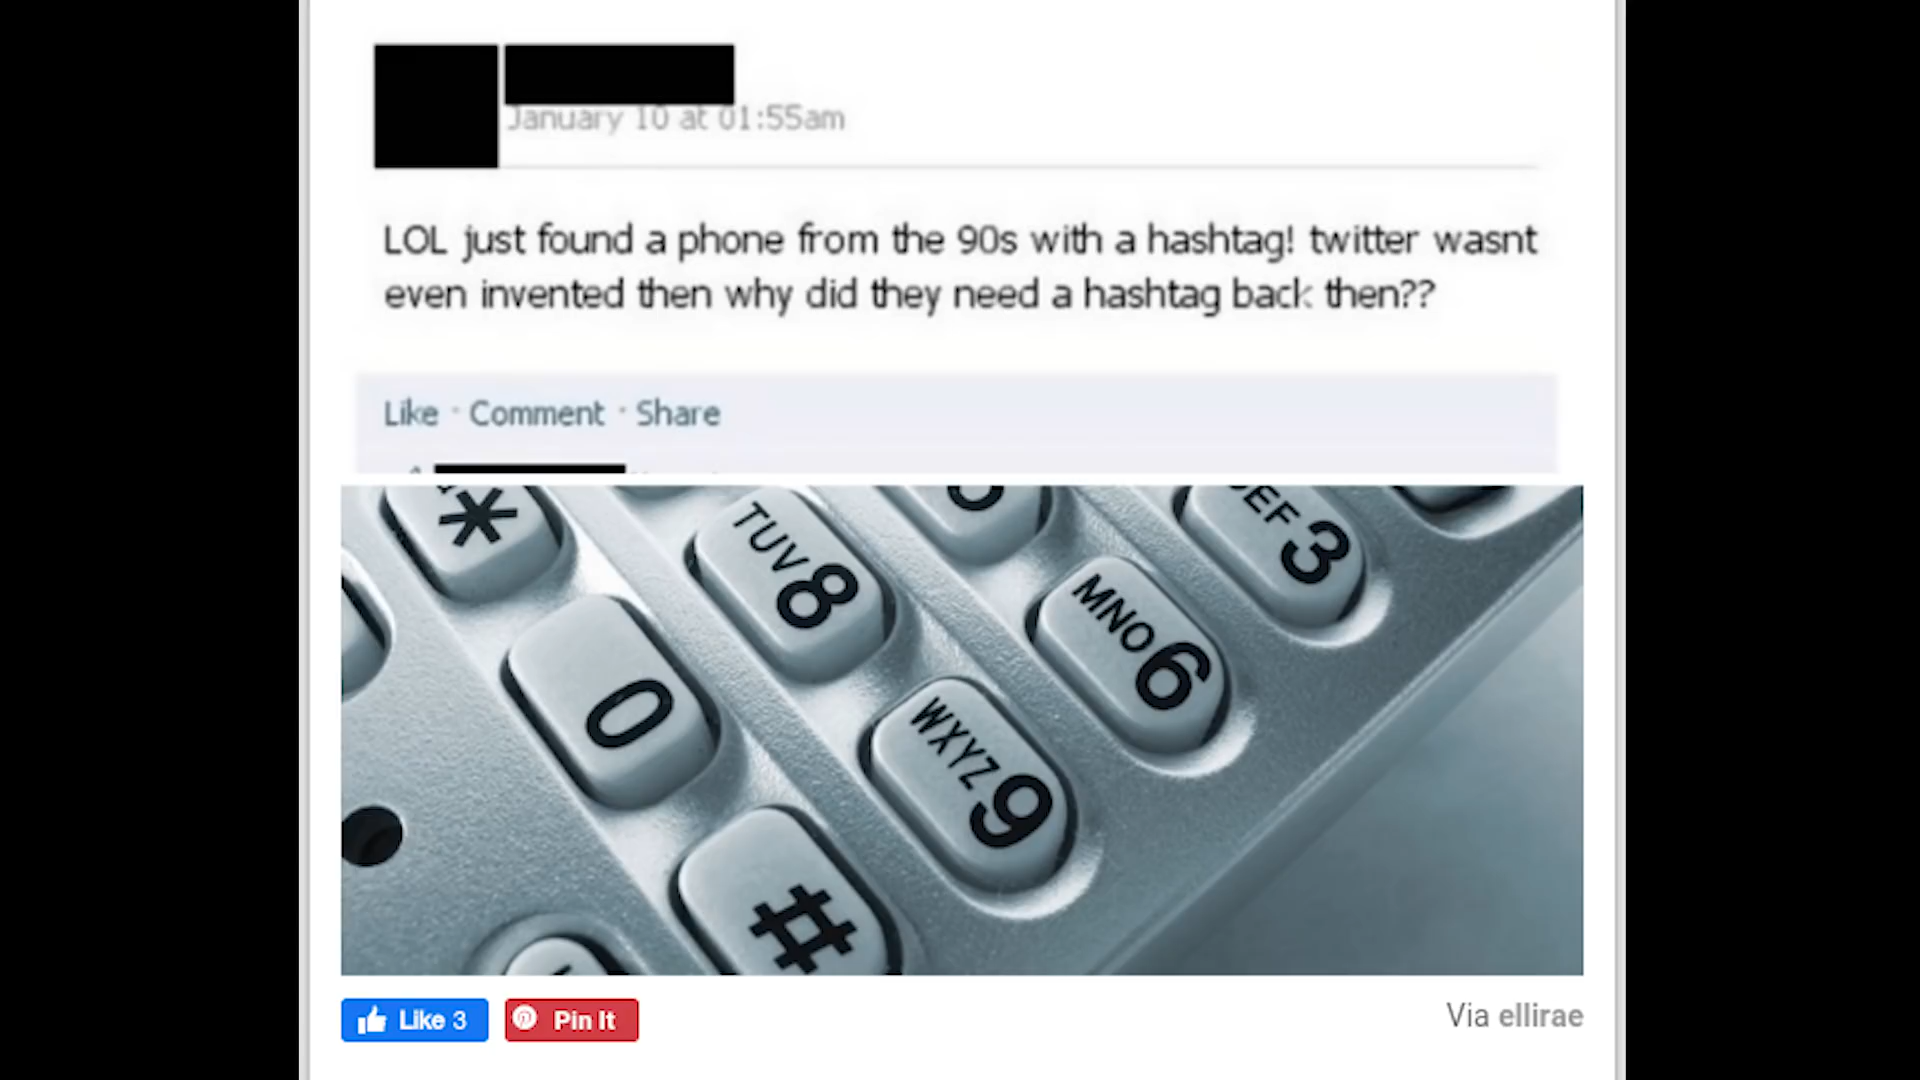 January 10 at 01:55am
LOL just found a phone from the 90s with a hashtag! twitter wasnt
even invented then why did they need a hashtag back then??
Like · Comment · Share
*
TUV8
DEF3
MNO6
0
WXYZ9
#
Like 3
Pin It
Via ellirae